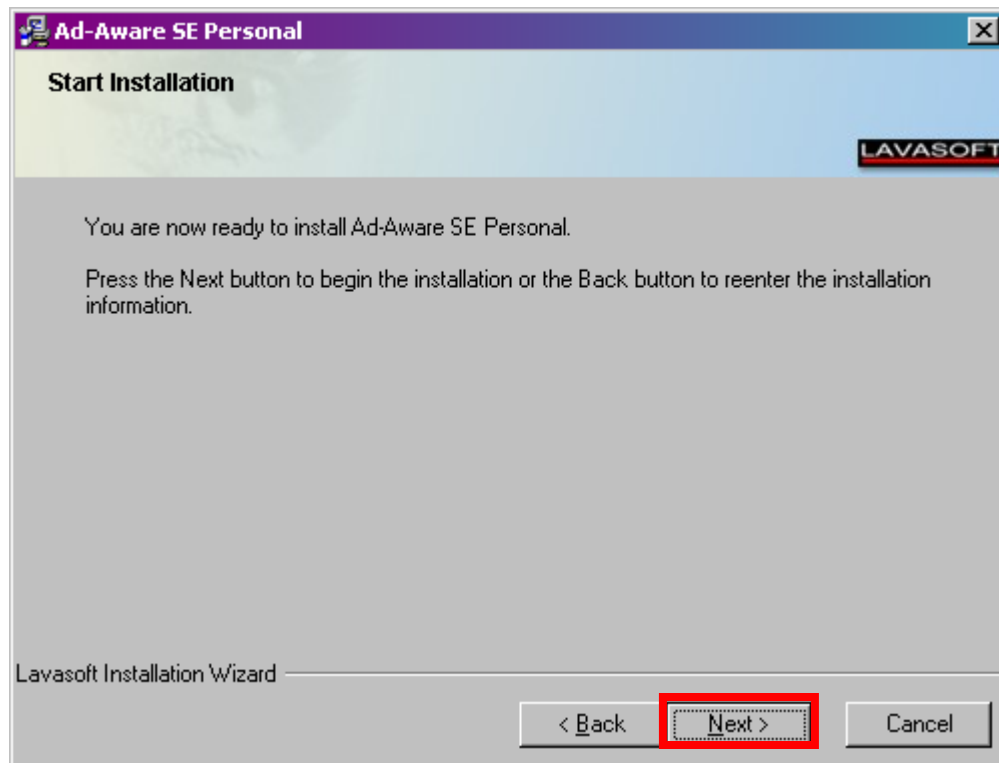 Ad-Aware SE Personal
Start Installation
LAVASOFT
You are now ready to install Ad-Aware SE Personal.
Press the Next button to begin the installation or the Back button to reenter the installation
information.
Lavasoft Installation Wizard
< Back
Next >
Cancel